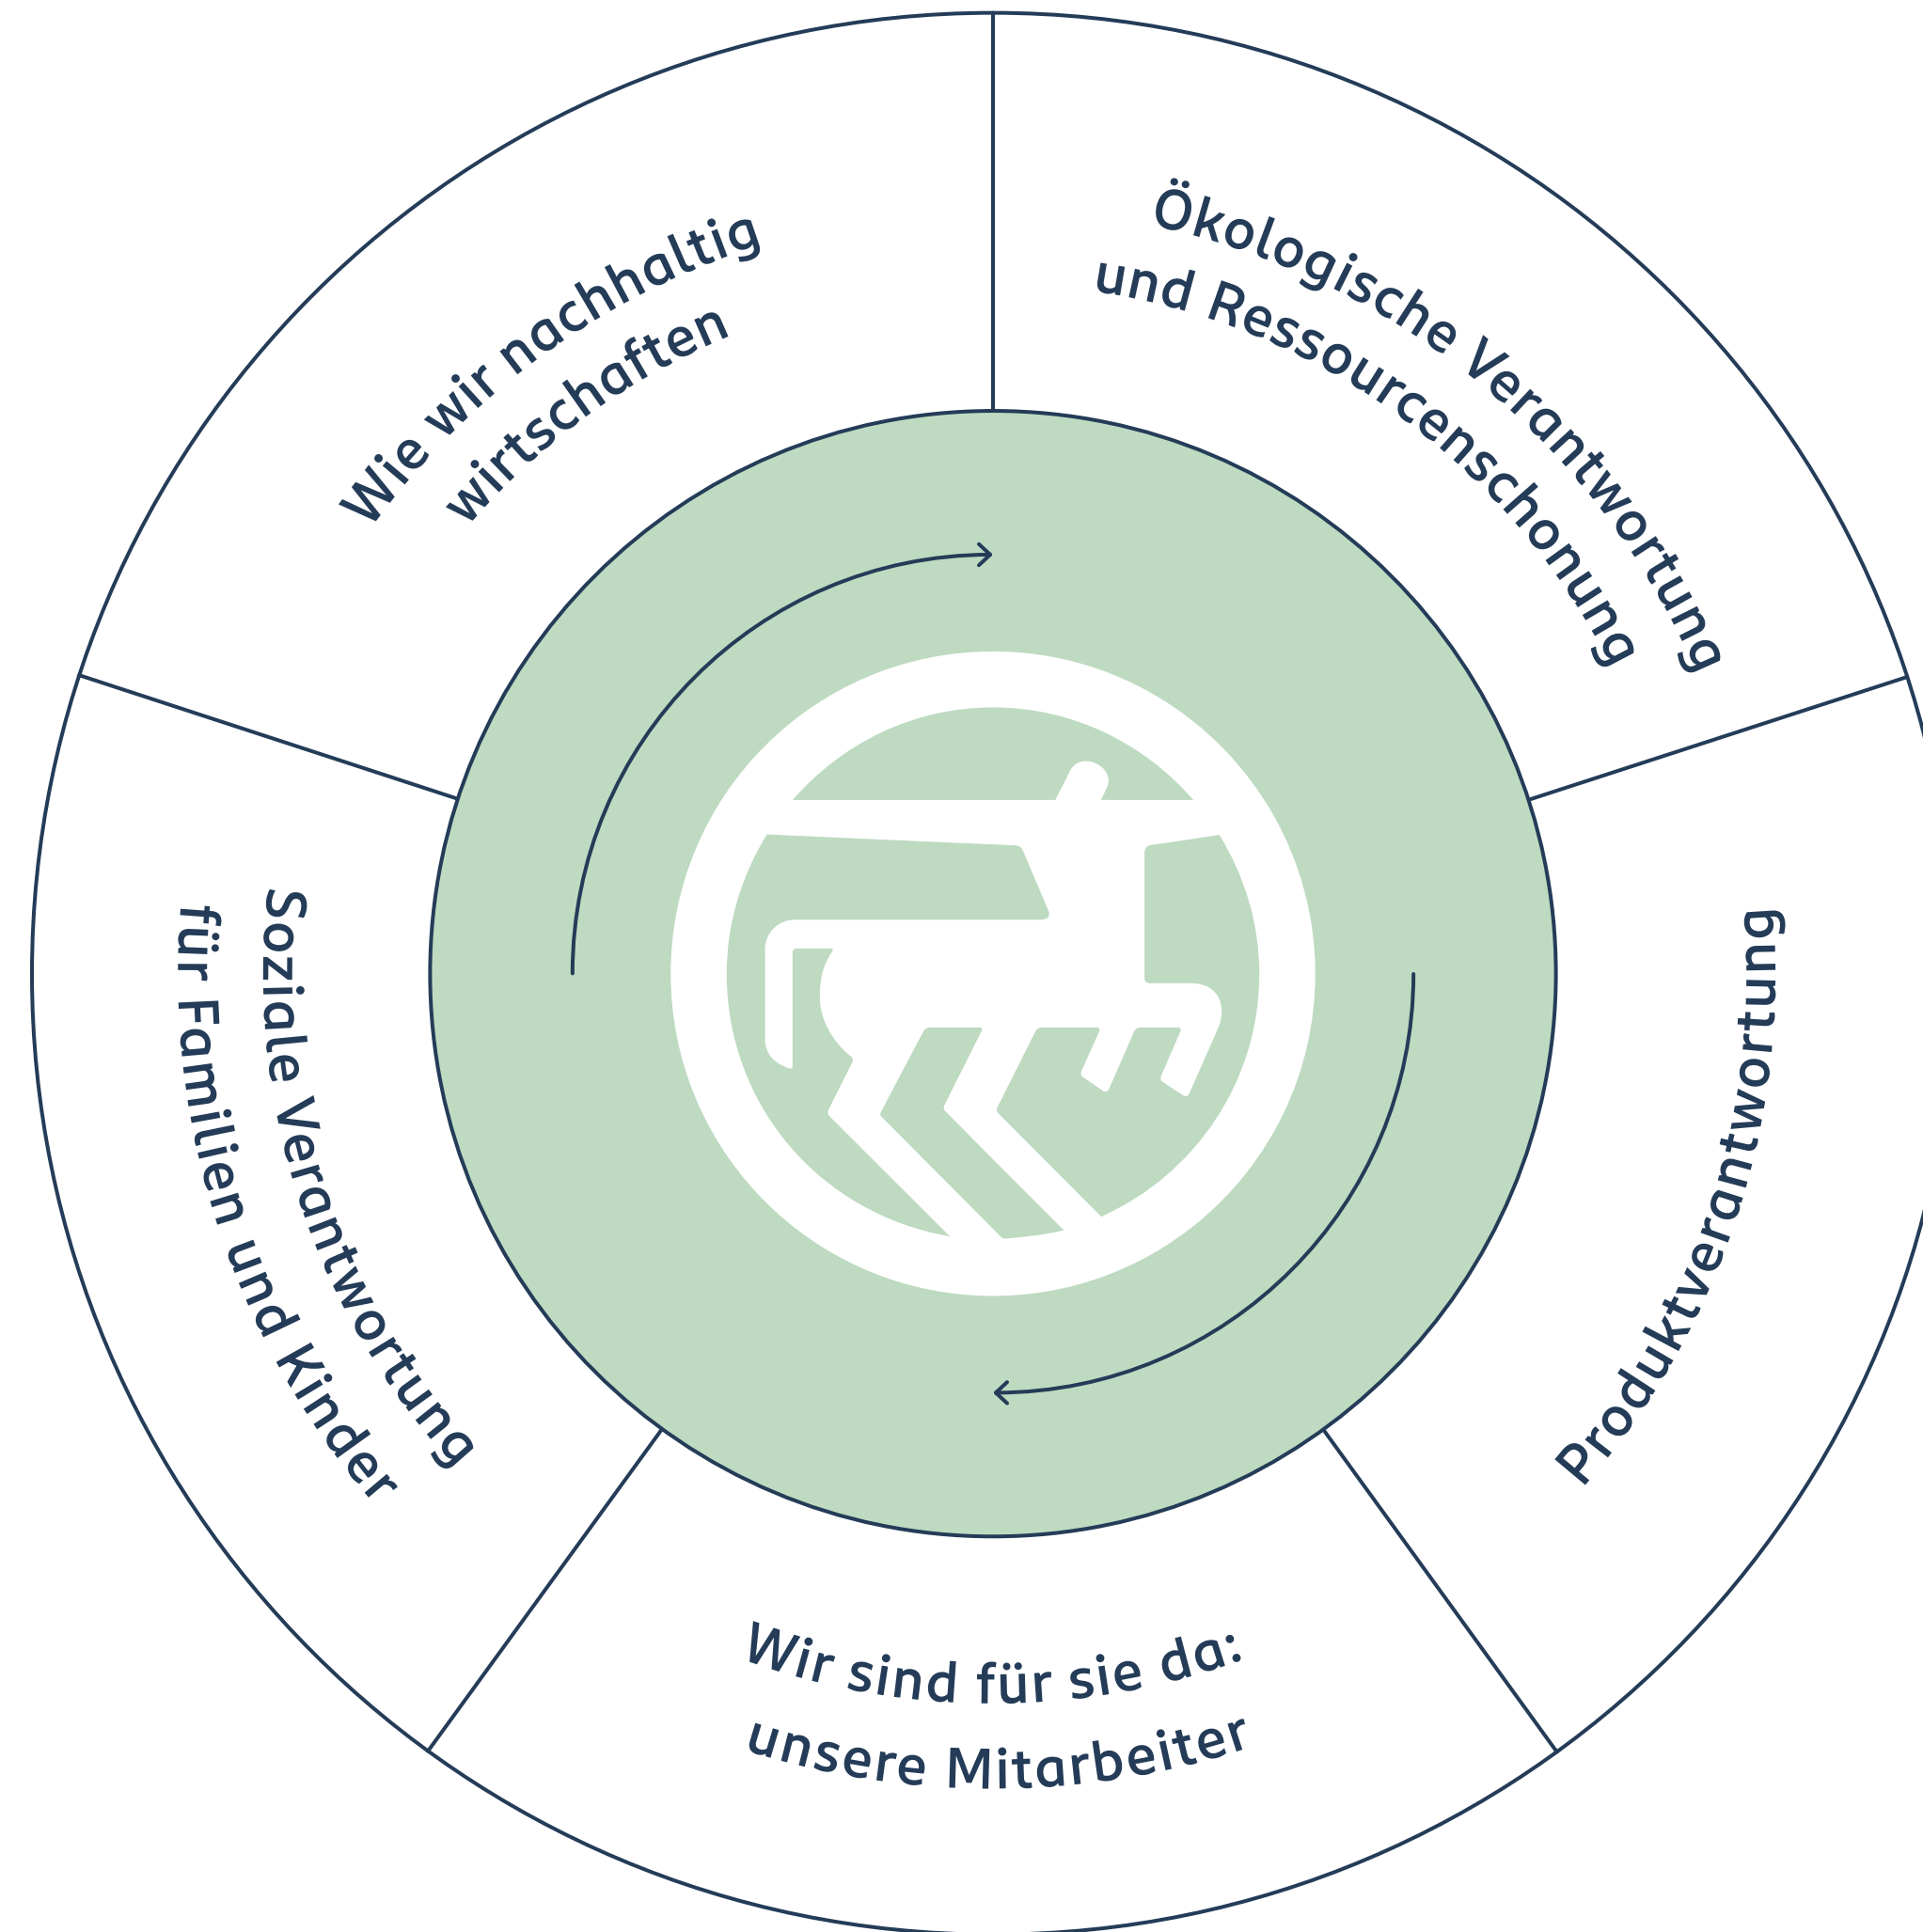 Wie wir nachhaltig
wirtschaften
Ökologische Verantwortung
und Ressourcenschonung
Produktverantwortung
Wir sind für sie da:
unsere Mitarbeiter
Soziale Verantwortung
für Familien und Kinder